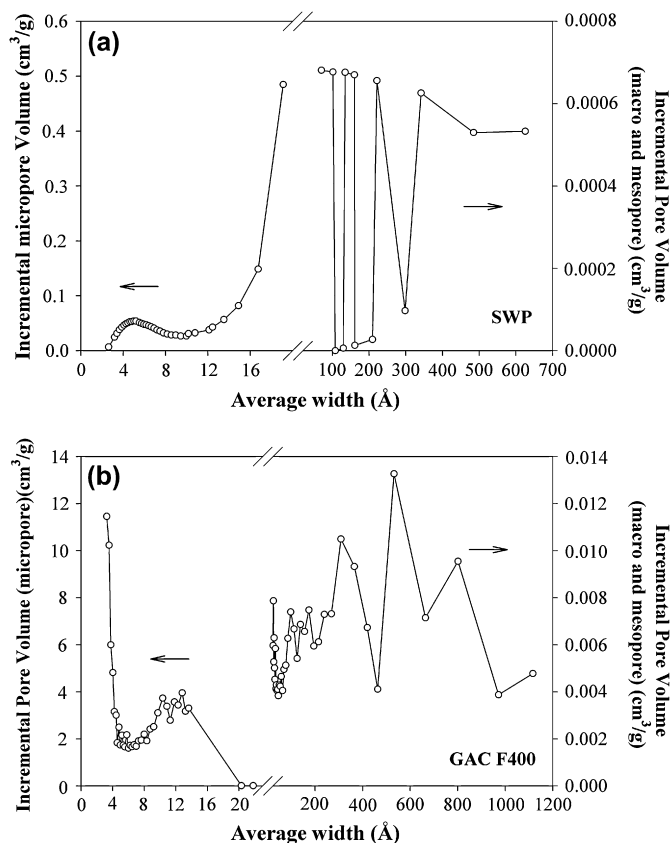 (a)
Incremental micropore Volume (cm³/g)
0.6
0.5
0.4
0.3
0.2
0.1
0.0
0.0008
0.0006
0.0004
0.0002
0.0000
Incremental Pore Volume
(macro and mesopore) (cm³/g)
SWP
0 4 8 12 16 0 100 200 300 400 500 600 700
Average width (Å)
(b)
Incremental Pore Volume (micropore)(cm³/g)
14
12
10
8
6
4
2
0
0.014
0.012
0.010
0.008
0.006
0.004
0.002
0.000
Incremental Pore Volume
(macro and mesopore) (cm³/g)
GAC F400
0 4 8 12 16 20 200 400 600 800 1000 1200
Average width (Å)